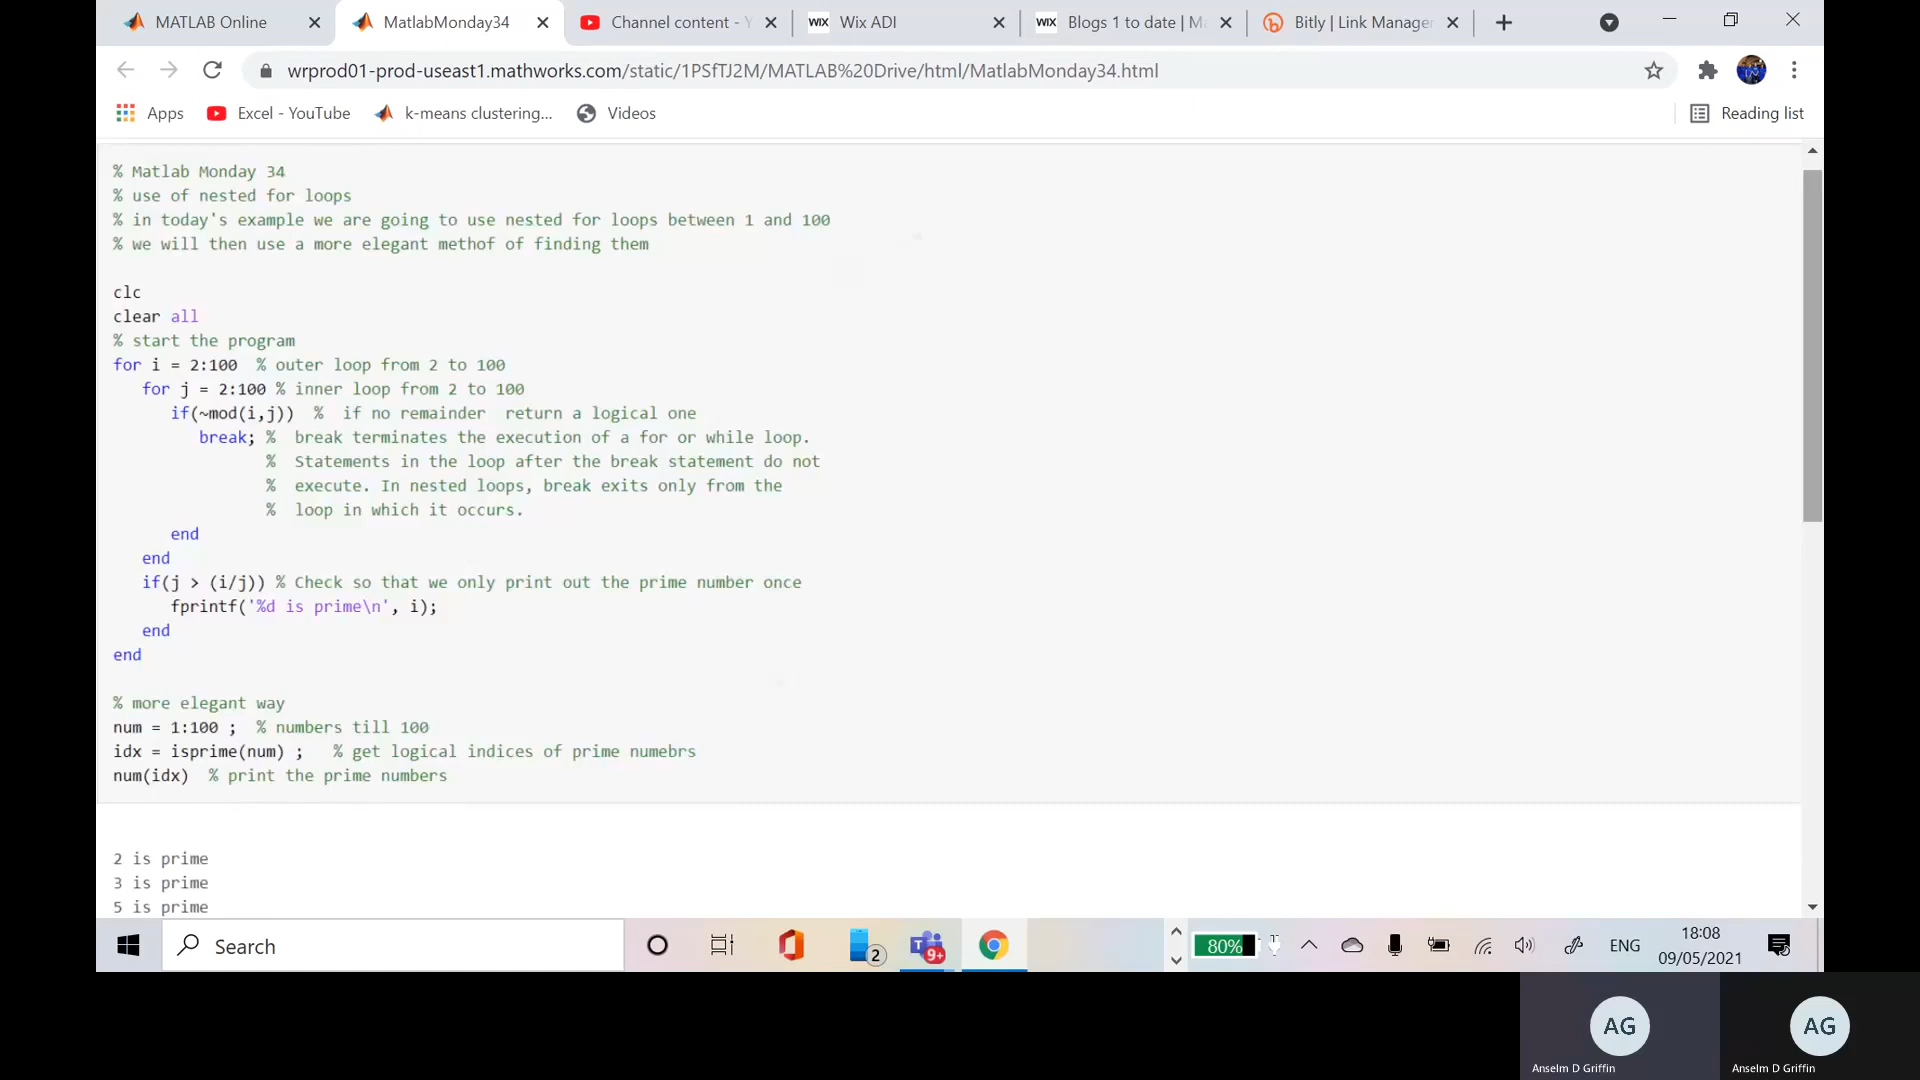 MATLAB Online
MatlabMonday34
Channel content - Y
WIX Wix ADI
WIX Blogs 1 to date | Ma
Bitly | Link Manager
wrprod01-prod-useast1.mathworks.com/static/1PSfTJ2M/MATLAB%20Drive/html/MatlabMonday34.html
Apps
Excel - YouTube
k-means clustering...
Videos
Reading list
% Matlab Monday 34
% use of nested for loops
% in today's example we are going to use nested for loops between 1 and 100
% we will then use a more elegant methof of finding them
clc
clear all
% start the program
for i = 2:100  % outer loop from 2 to 100
   for j = 2:100 % inner loop from 2 to 100
      if(~mod(i,j))  %  if no remainder  return a logical one
         break; %  break terminates the execution of a for or while loop.
                %  Statements in the loop after the break statement do not
                %  execute. In nested loops, break exits only from the
                %  loop in which it occurs.
      end
   end
   if(j > (i/j)) % Check so that we only print out the prime number once
      fprintf('%d is prime\n', i);
   end
end
% more elegant way
num = 1:100 ;  % numbers till 100
idx = isprime(num) ;   % get logical indices of prime numebrs
num(idx)  % print the prime numbers
2 is prime
3 is prime
5 is prime
Search
2
T
9+
80%
ENG
18:08
09/05/2021
AG
Anselm D Griffin
AG
Anselm D Griffin